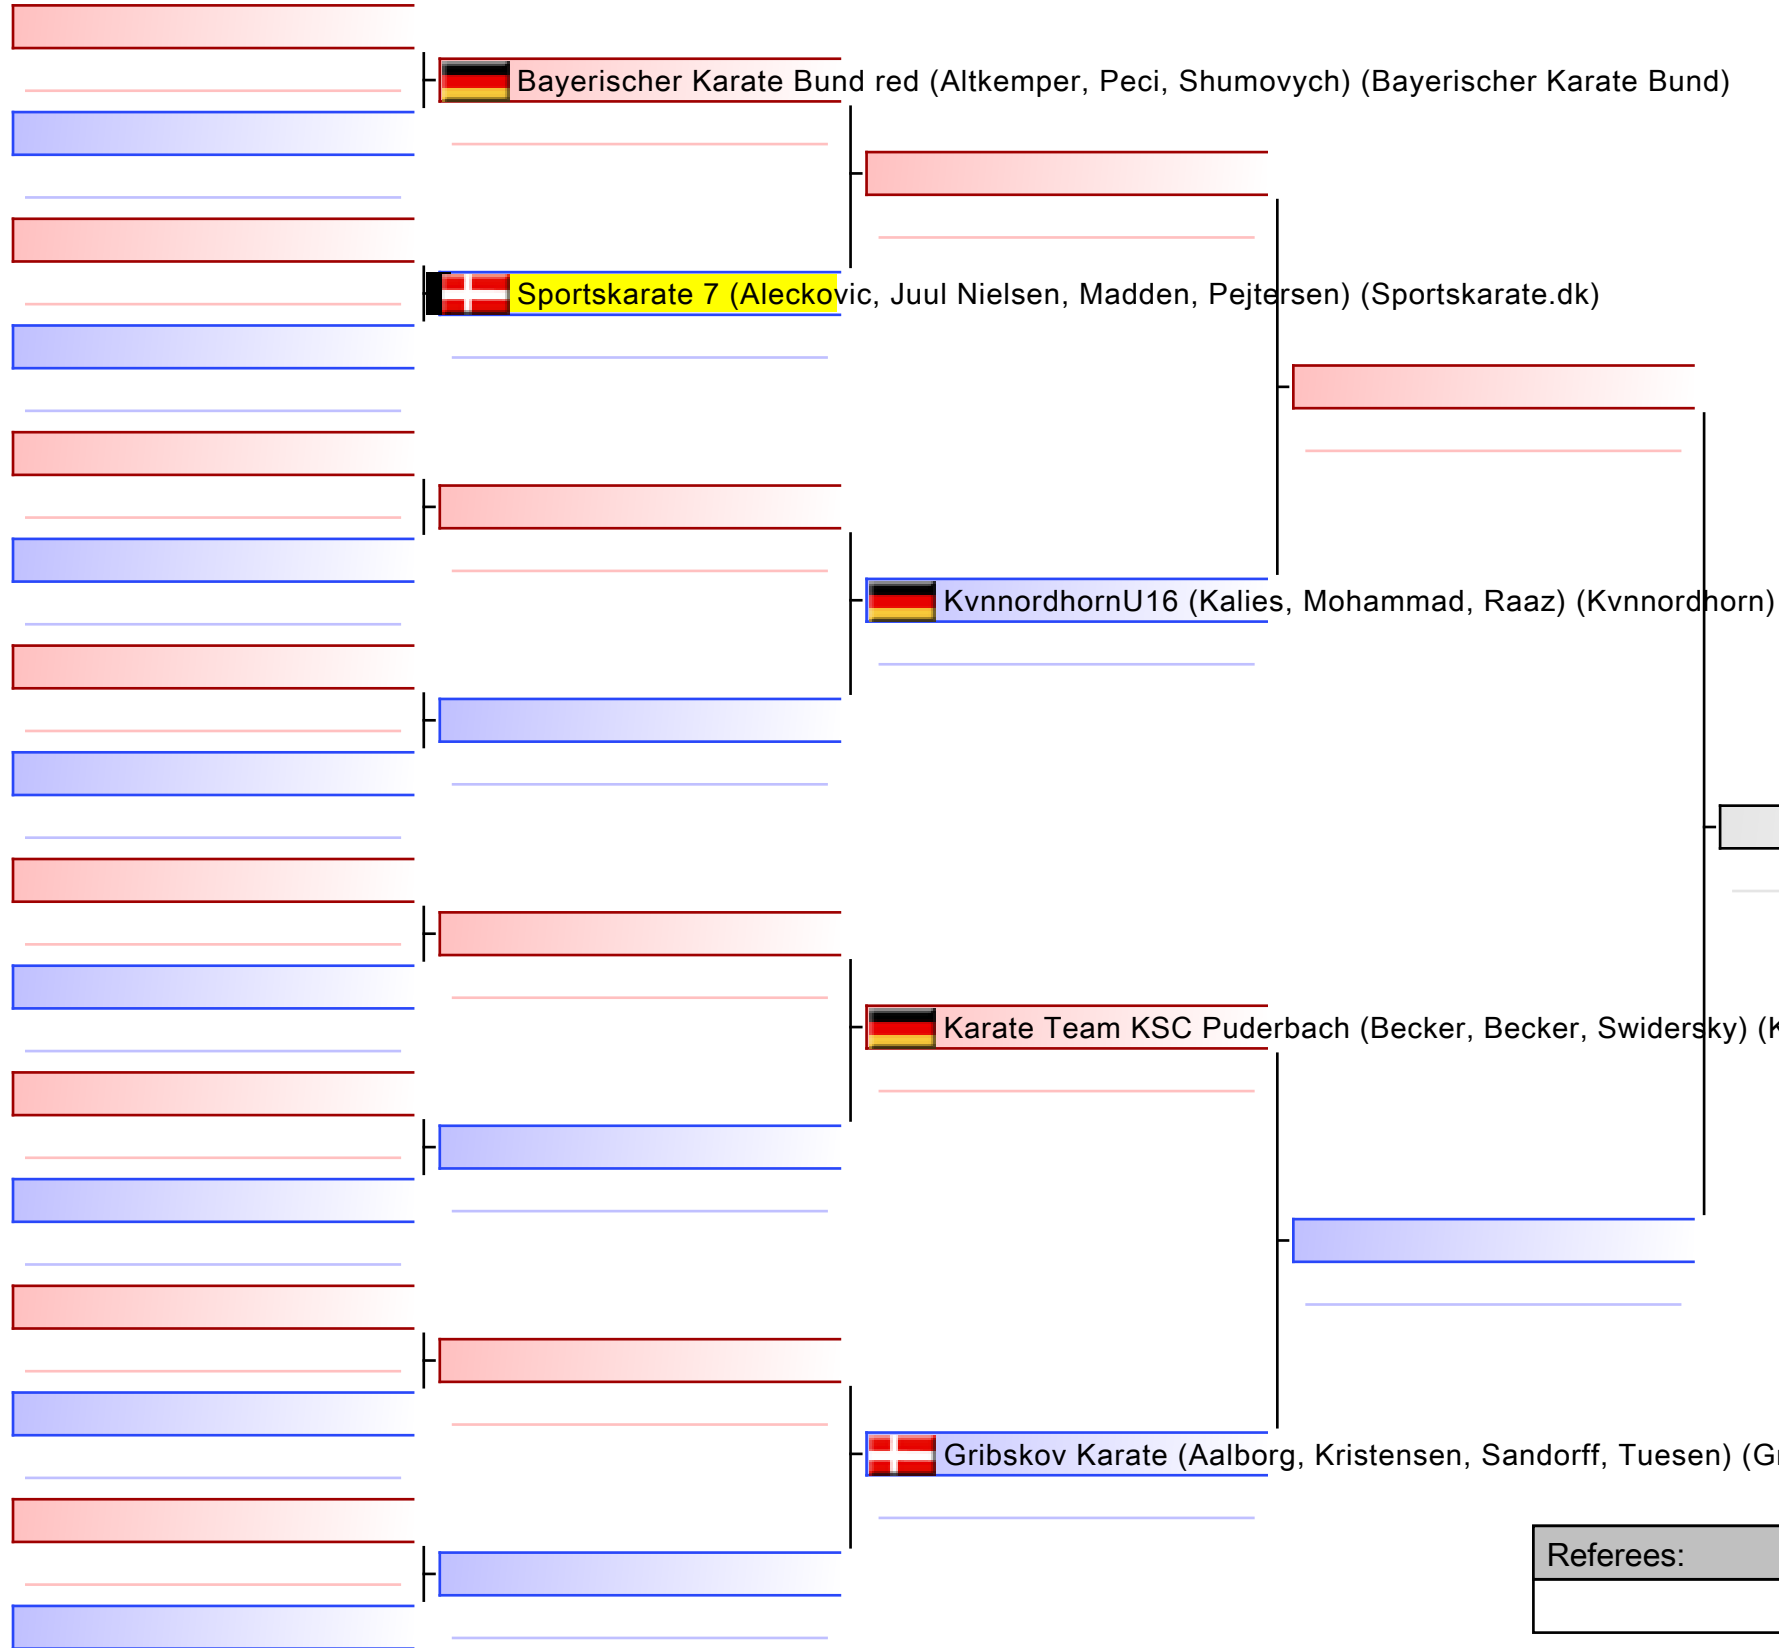 Bayerischer Karate Bund red (Altkemper, Peci, Shumovych) (Bayerischer Karate Bund)
Sportskarate 7 (Aleckovic, Juul Nielsen, Madden, Pejtersen) (Sportskarate.dk)
KvnnordhornU16 (Kalies, Mohammad, Raaz) (Kvnnordhorn)
Karate Team KSC Puderbach (Becker, Becker, Swidersky) (K
Gribskov Karate (Aalborg, Kristensen, Sandorff, Tuesen) (Gr
Referees: